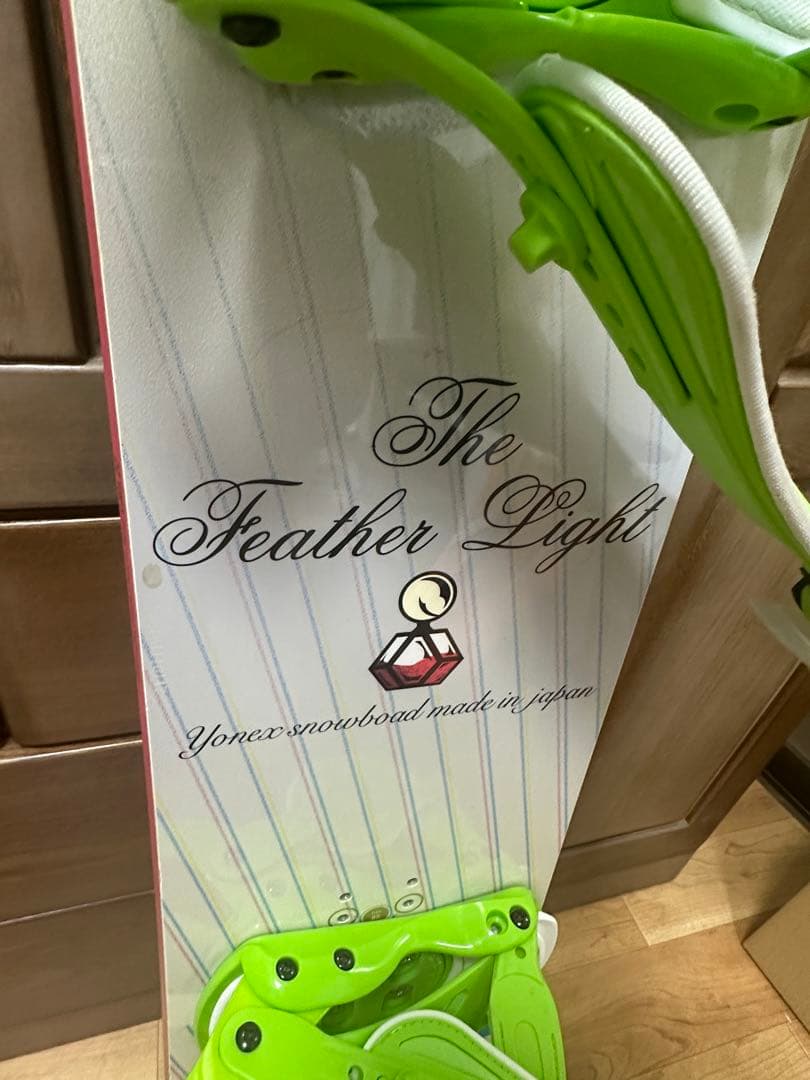 The
Feather Light
Yonex snowboad made in japan